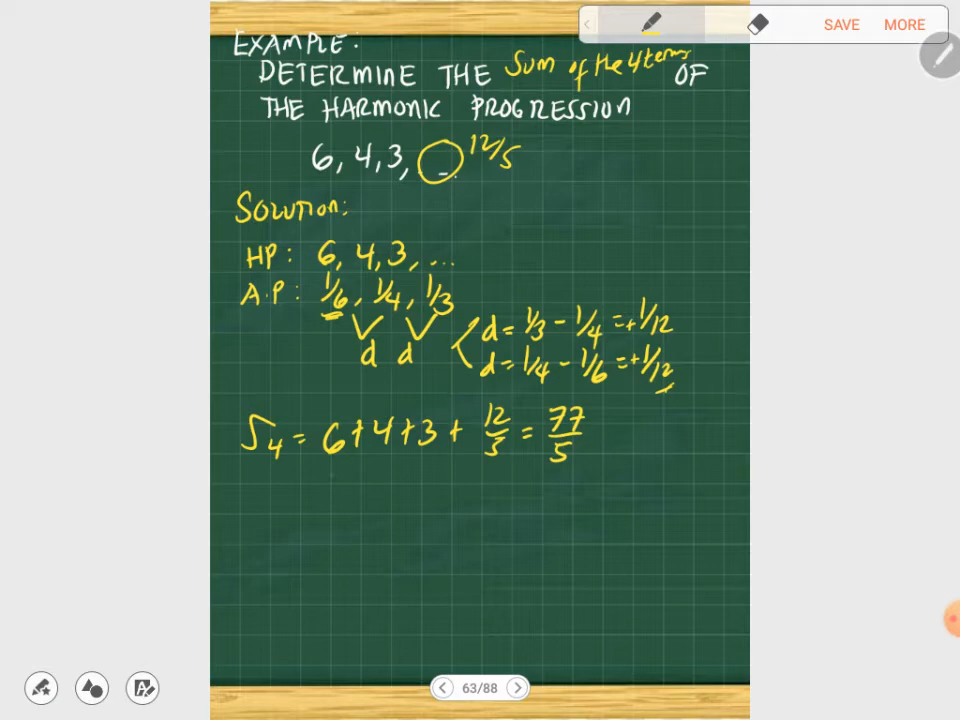 SAVE MORE
EXAMPLE:
DETERMINE THE Sum of the 4 terms OF
THE HARMONIC PROGRESSION
6, 4, 3, _ 12/5
SOLUTION:
HP: 6, 4, 3, ...
A.P: 1/6, 1/4, 1/3
d = 1/3 - 1/4 = +1/12
d d
d = 1/4 - 1/6 = +1/12
S4 = 6+4+3+ 12/5 = 77/5
63/88